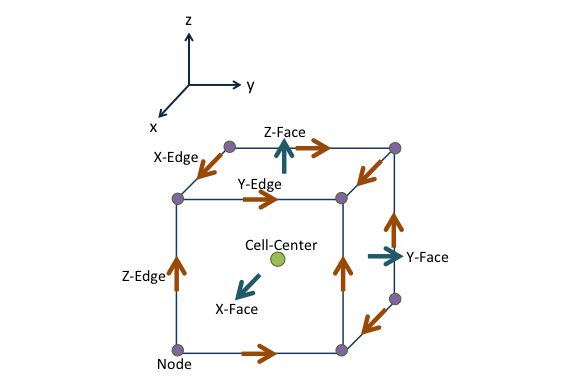 z
y
x
Z-Face
X-Edge
Y-Edge
Cell-Center
Y-Face
Z-Edge
X-Face
Node